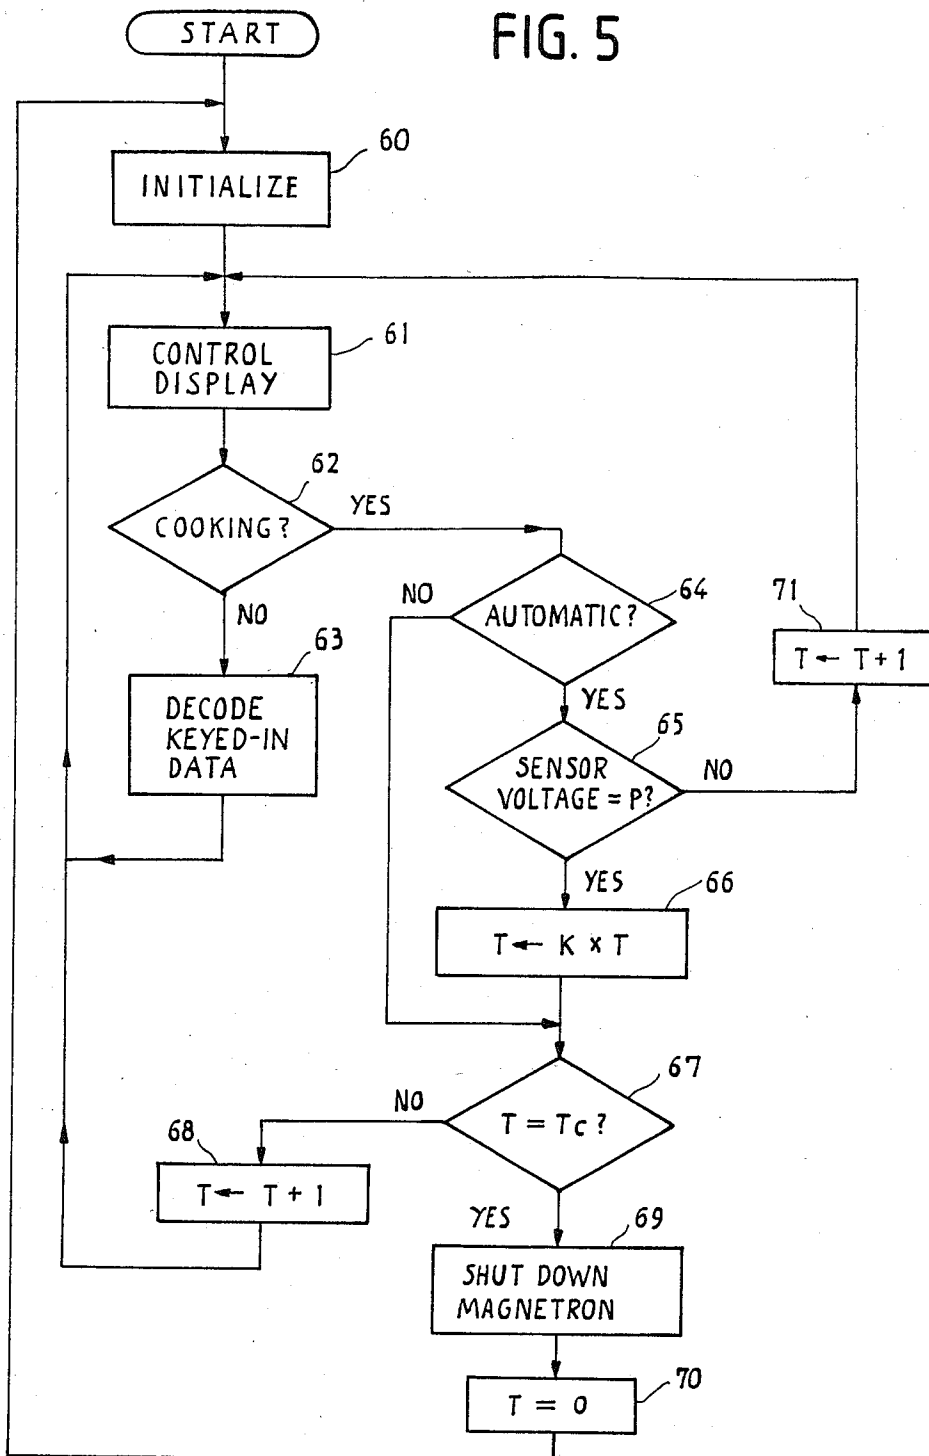 START
FIG. 5
60
INITIALIZE
61
CONTROL
DISPLAY
62
COOKING?
YES
NO
64
AUTOMATIC?
NO
YES
71
T ← T + 1
63
DECODE
KEYED-IN
DATA
65
SENSOR
VOLTAGE = P?
NO
YES
66
T ← K × T
67
T = Tc ?
NO
YES
68
T ← T + 1
69
SHUT DOWN
MAGNETRON
70
T = 0